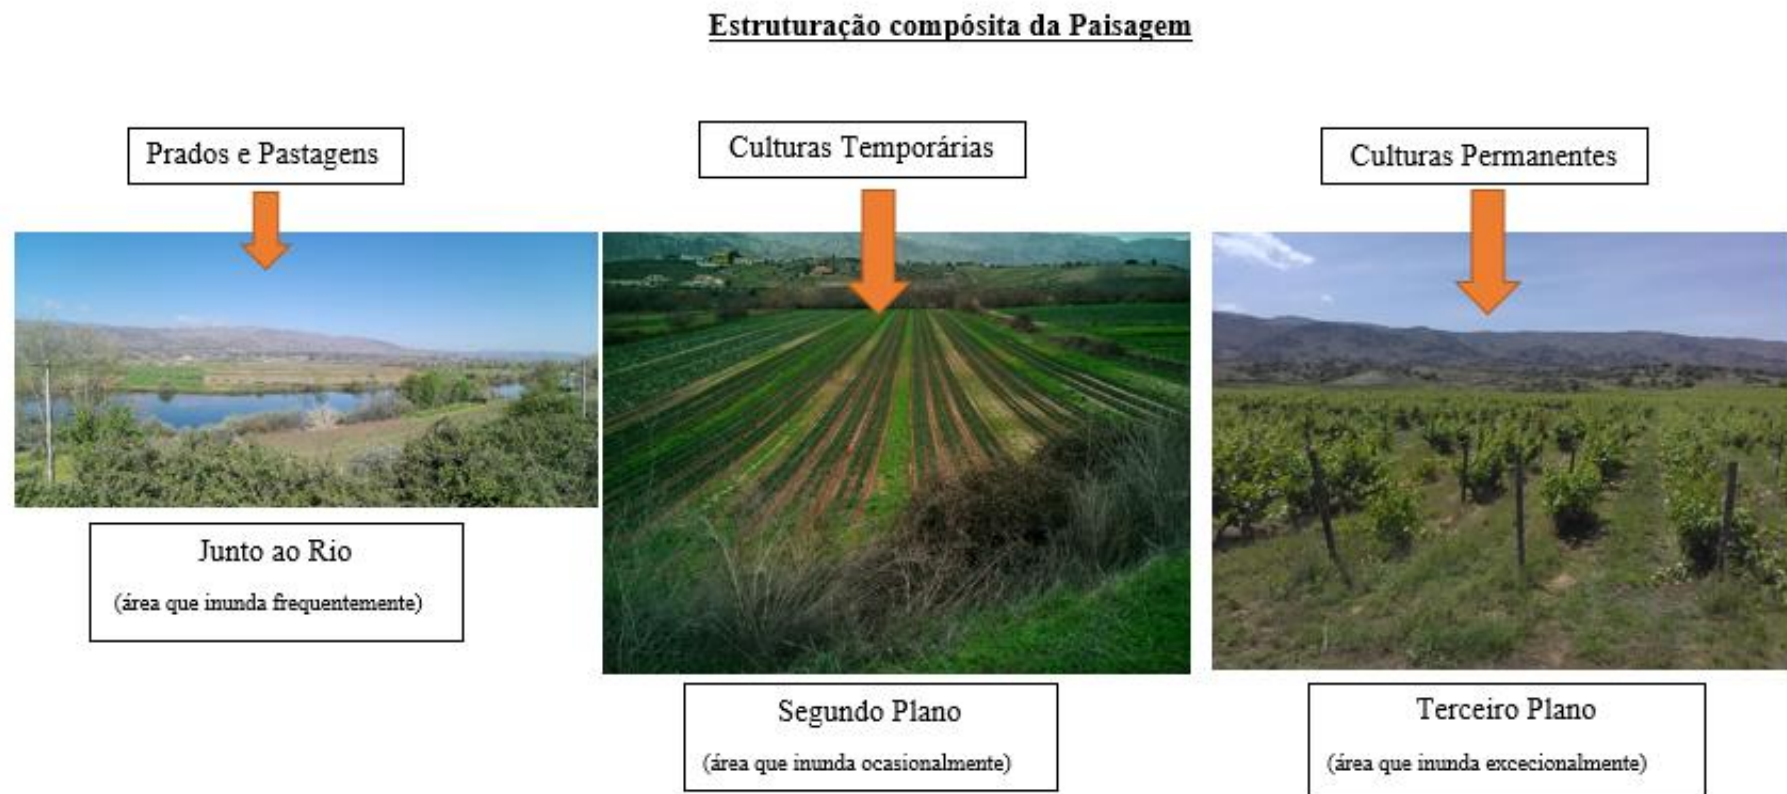 Estruturação compósita da Paisagem
Prados e Pastagens
Culturas Temporárias
Culturas Permanentes
Junto ao Rio
(área que inunda frequentemente)
Segundo Plano
(área que inunda ocasionalmente)
Terceiro Plano
(área que inunda excecionalmente)